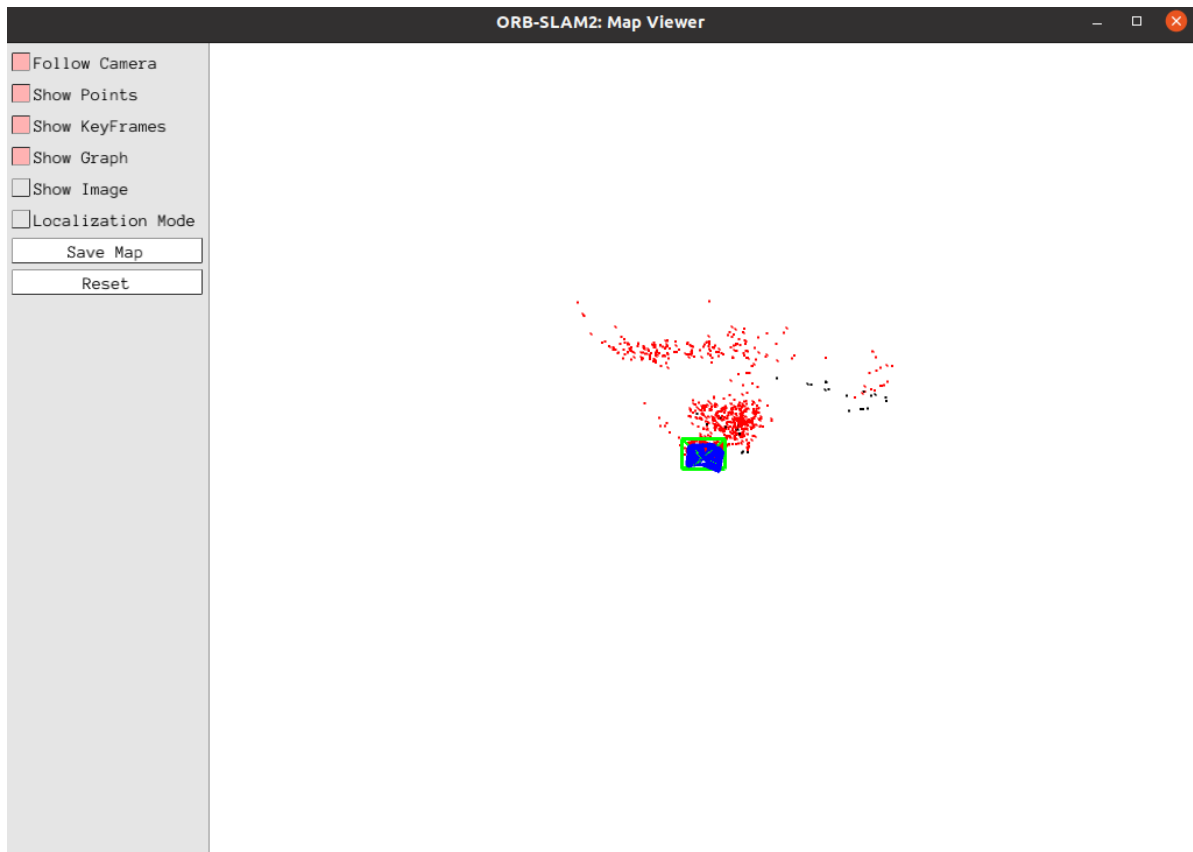 ORB-SLAM2: Map Viewer
Follow Camera
Show Points
Show KeyFrames
Show Graph
Show Image
Localization Mode
Save Map
Reset